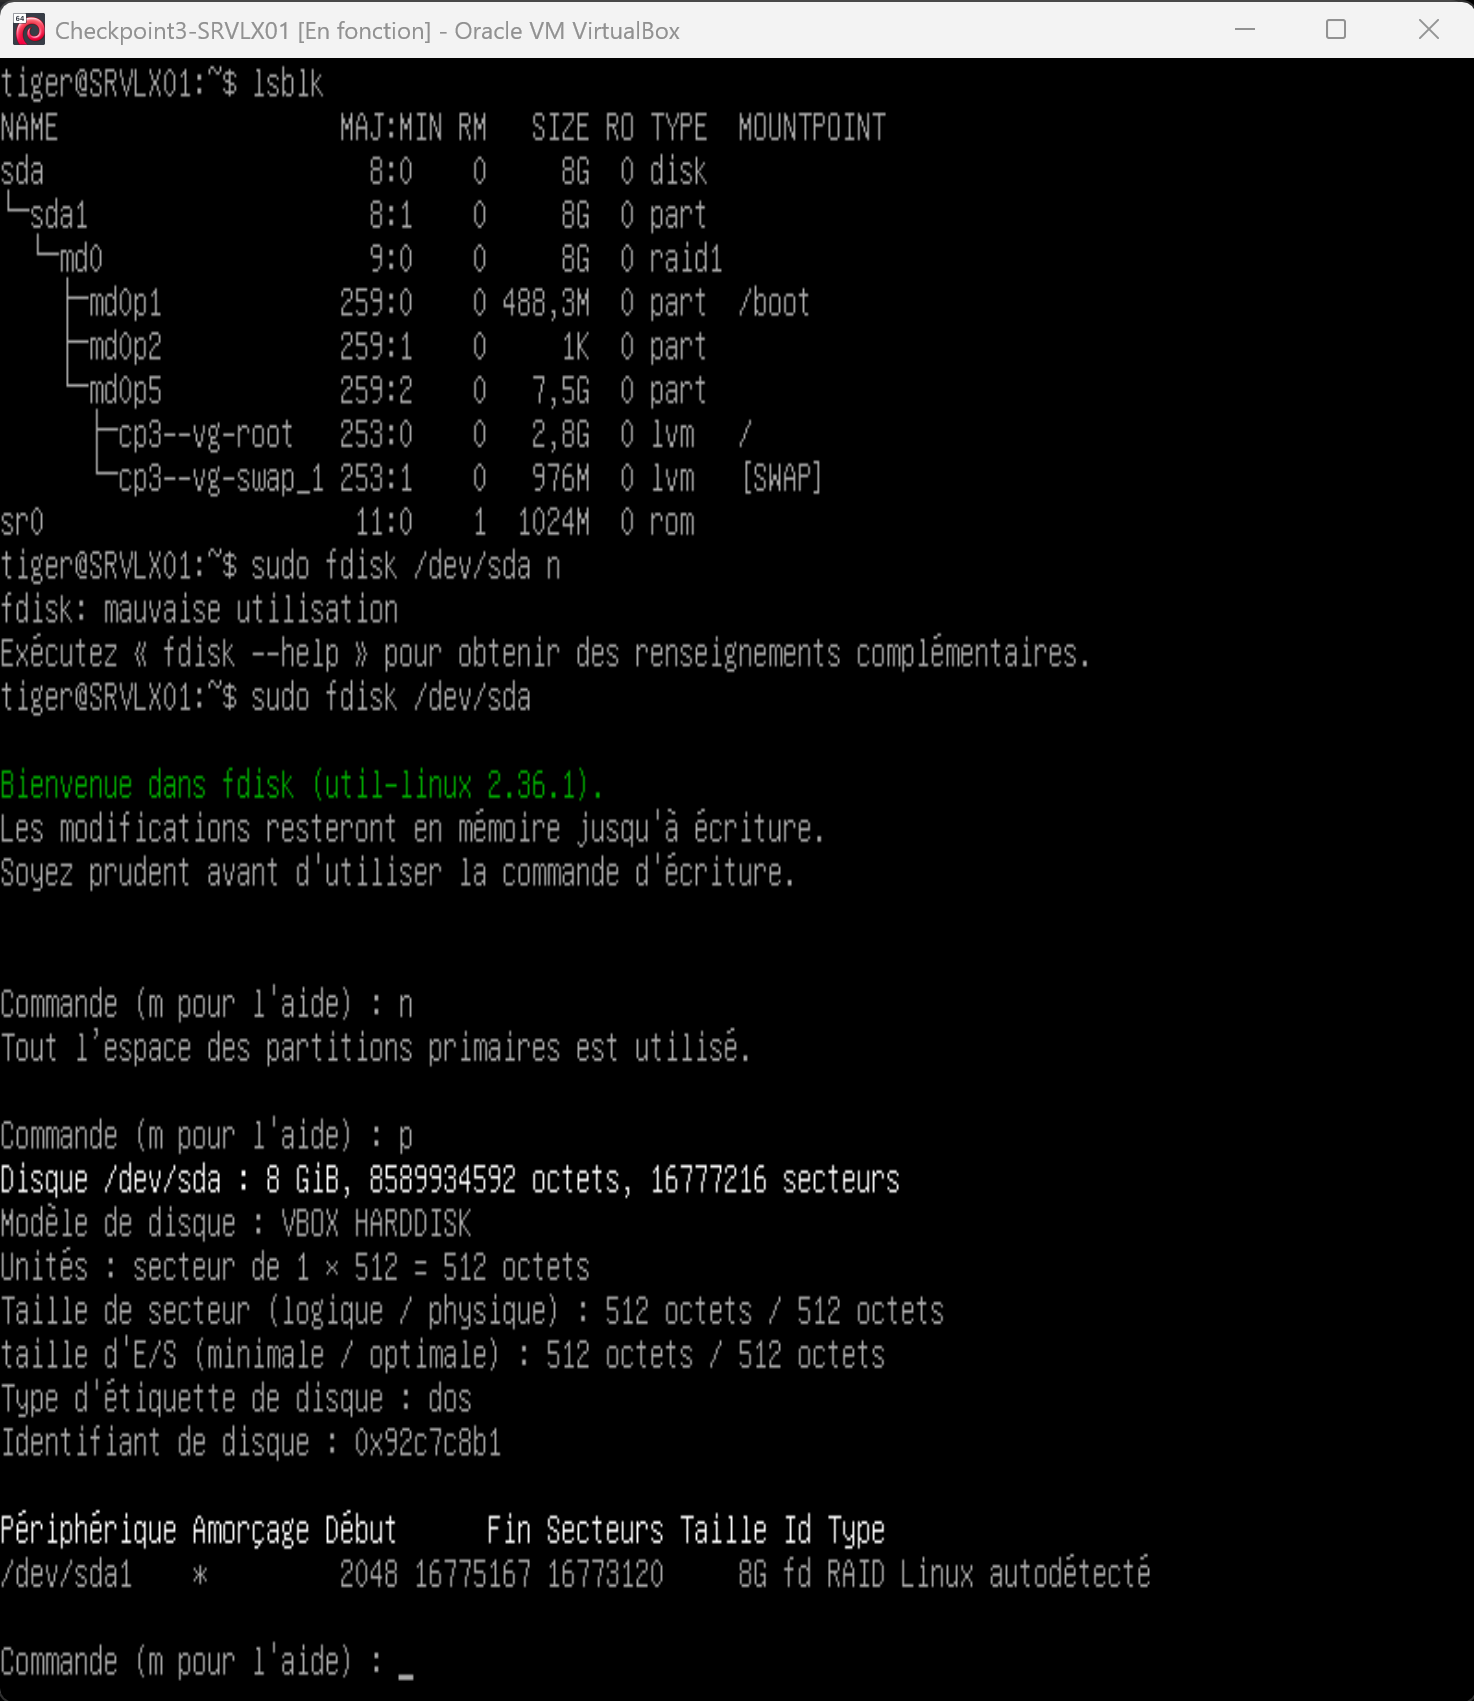 64
Checkpoint3-SRVLX01 [En fonction] - Oracle VM VirtualBox
tiger@SRVLX01:~$ lsblk
NAME                   MAJ:MIN RM   SIZE RO TYPE  MOUNTPOINT
sda                      8:0    0     8G  0 disk
└─sda1                   8:1    0     8G  0 part
  └─md0                  9:0    0     8G  0 raid1
    ├─md0p1            259:0    0 488,3M  0 part  /boot
    ├─md0p2            259:1    0     1K  0 part
    └─md0p5            259:2    0   7,5G  0 part
      ├─cp3--vg-root   253:0    0   2,8G  0 lvm   /
      └─cp3--vg-swap_1 253:1    0   976M  0 lvm   [SWAP]
sr0                     11:0    1  1024M  0 rom
tiger@SRVLX01:~$ sudo fdisk /dev/sda n
fdisk: mauvaise utilisation
Exécutez « fdisk --help » pour obtenir des renseignements complémentaires.
tiger@SRVLX01:~$ sudo fdisk /dev/sda
Bienvenue dans fdisk (util-linux 2.36.1).
Les modifications resteront en mémoire jusqu'à écriture.
Soyez prudent avant d'utiliser la commande d'écriture.
Commande (m pour l'aide) : n
Tout l’espace des partitions primaires est utilisé.
Commande (m pour l'aide) : p
Disque /dev/sda : 8 GiB, 8589934592 octets, 16777216 secteurs
Modèle de disque : VBOX HARDDISK
Unités : secteur de 1 × 512 = 512 octets
Taille de secteur (logique / physique) : 512 octets / 512 octets
taille d'E/S (minimale / optimale) : 512 octets / 512 octets
Type d'étiquette de disque : dos
Identifiant de disque : 0x92c7c8b1
Périphérique Amorçage Début      Fin Secteurs Taille Id Type
/dev/sda1    *         2048 16775167 16773120     8G fd RAID Linux autodétecté
Commande (m pour l'aide) : _